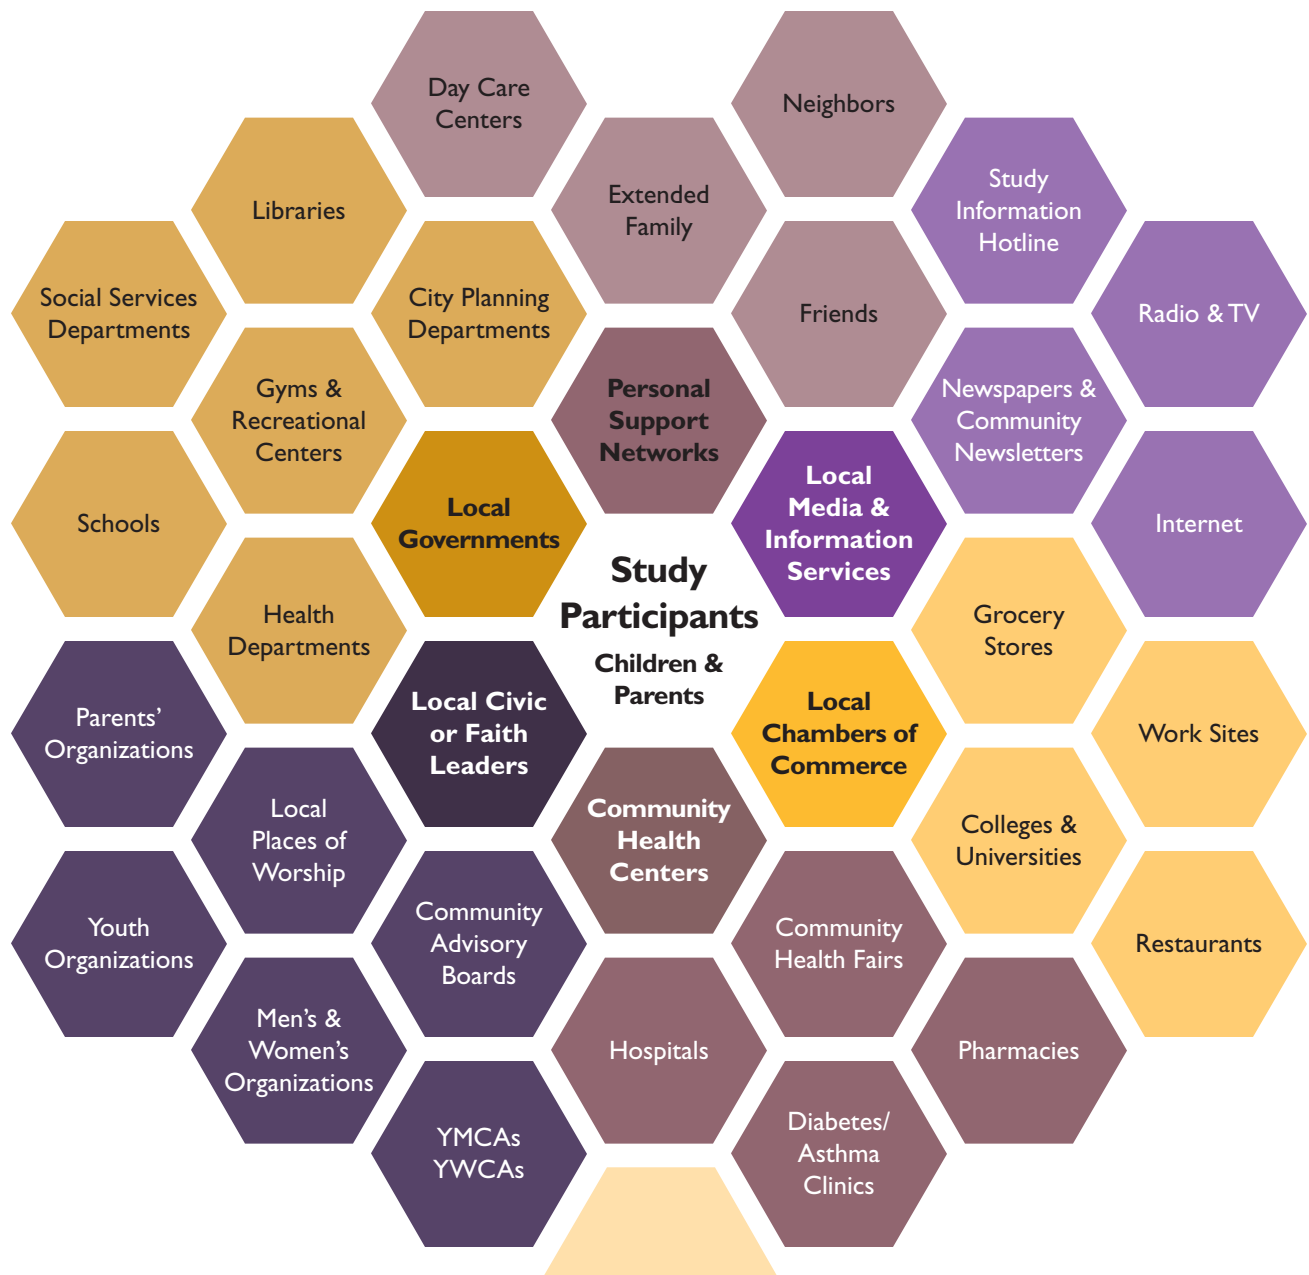 Day Care
Centers
Neighbors
Libraries
Extended
Family
Study
Information
Hotline
Social Services
Departments
City Planning
Departments
Friends
Radio & TV
Gyms &
Recreational
Centers
Personal
Support
Networks
Newspapers &
Community
Newsletters
Schools
Local
Governments
Local
Media &
Information
Services
Internet
Study
Participants
Children &
Parents
Health
Departments
Grocery
Stores
Parents’
Organizations
Local Civic
or Faith
Leaders
Local
Chambers of
Commerce
Work Sites
Local
Places of
Worship
Community
Health
Centers
Colleges &
Universities
Youth
Organizations
Community
Advisory
Boards
Community
Health Fairs
Restaurants
Men’s &
Women’s
Organizations
Hospitals
Pharmacies
YMCAs
YWCAs
Diabetes/
Asthma
Clinics